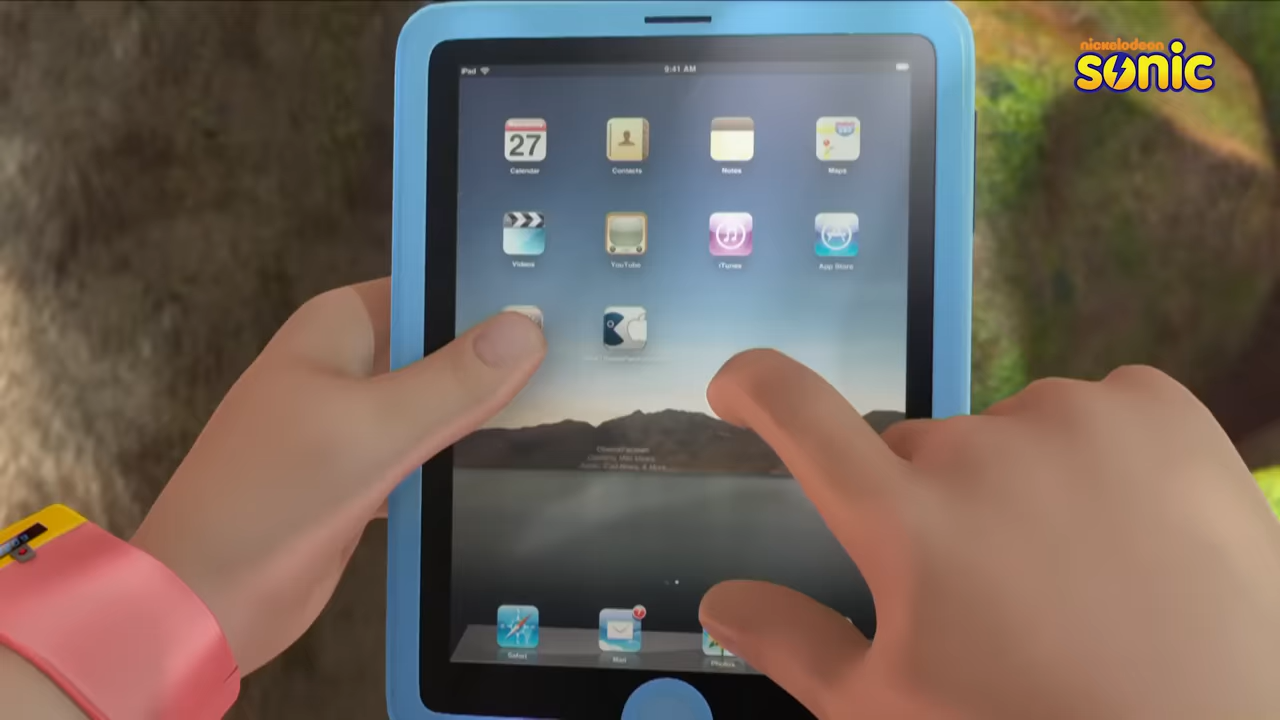 nickelodeon
sonic
iPad
9:41 AM
27
Calendar
Contacts
Notes
Maps
Videos
YouTube
iTunes
App Store
Safari
Mail
Photos